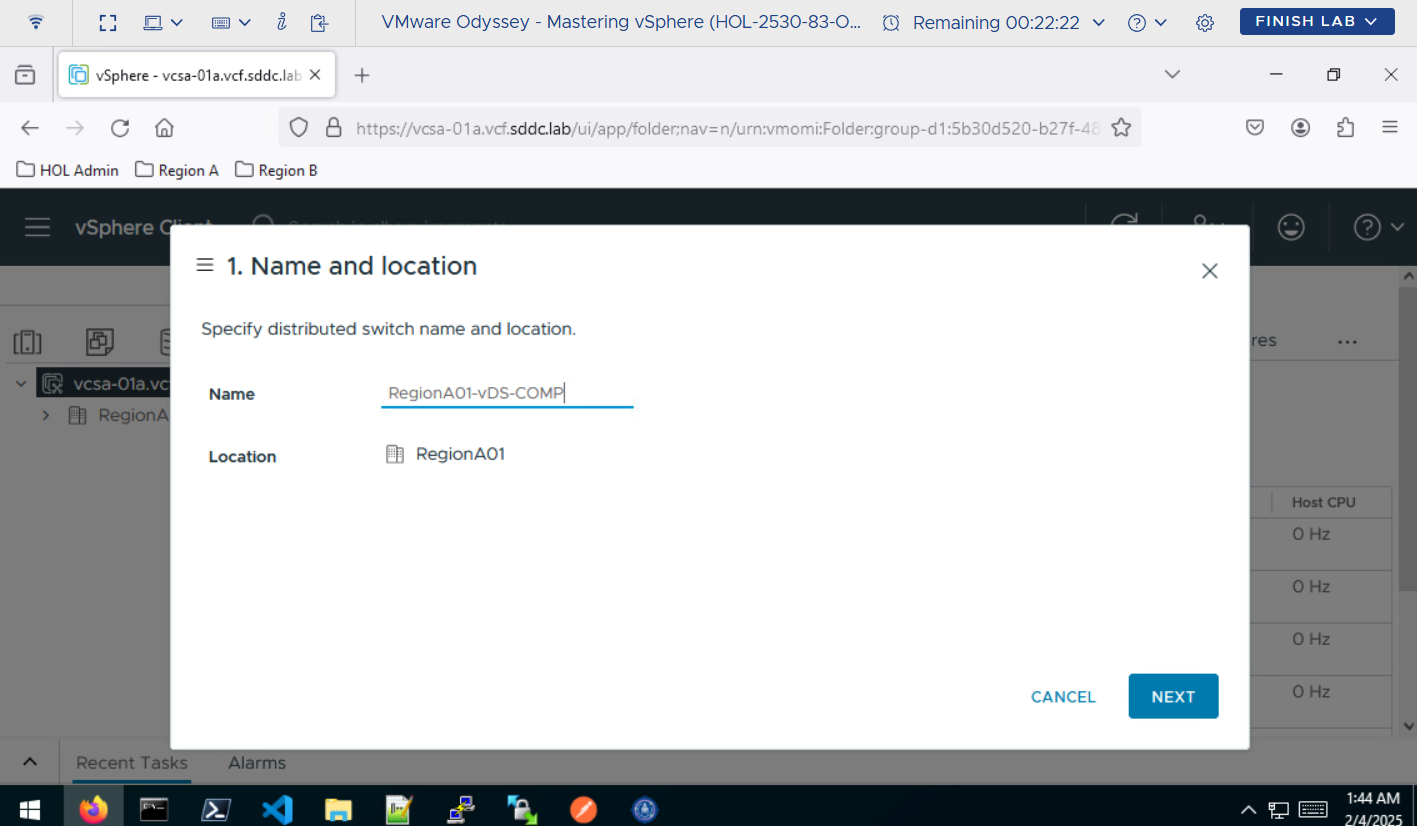 VMware Odyssey - Mastering vSphere (HOL-2530-83-O...
Remaining 00:22:22
FINISH LAB
vSphere - vcsa-01a.vcf.sddc.lab
https://vcsa-01a.vcf.sddc.lab/ui/app/folder;nav=n/urn:vmomi:Folder:group-d1:5b30d520-b27f-48
HOL Admin
Region A
Region B
vSphere Client
1. Name and location
Specify distributed switch name and location.
res
vcsa-01a.vc
RegionA
Name
RegionA01-vDS-COMP
Location
RegionA01
Host CPU
0 Hz
0 Hz
0 Hz
0 Hz
CANCEL
NEXT
Recent Tasks
Alarms
1:44 AM
2/4/2025